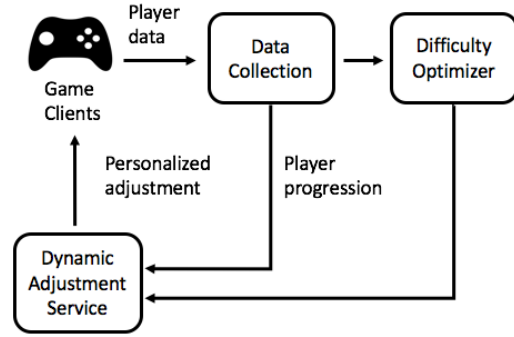 Player
data
Data
Collection
Difficulty
Optimizer
Game
Clients
Personalized
adjustment
Player
progression
Dynamic
Adjustment
Service